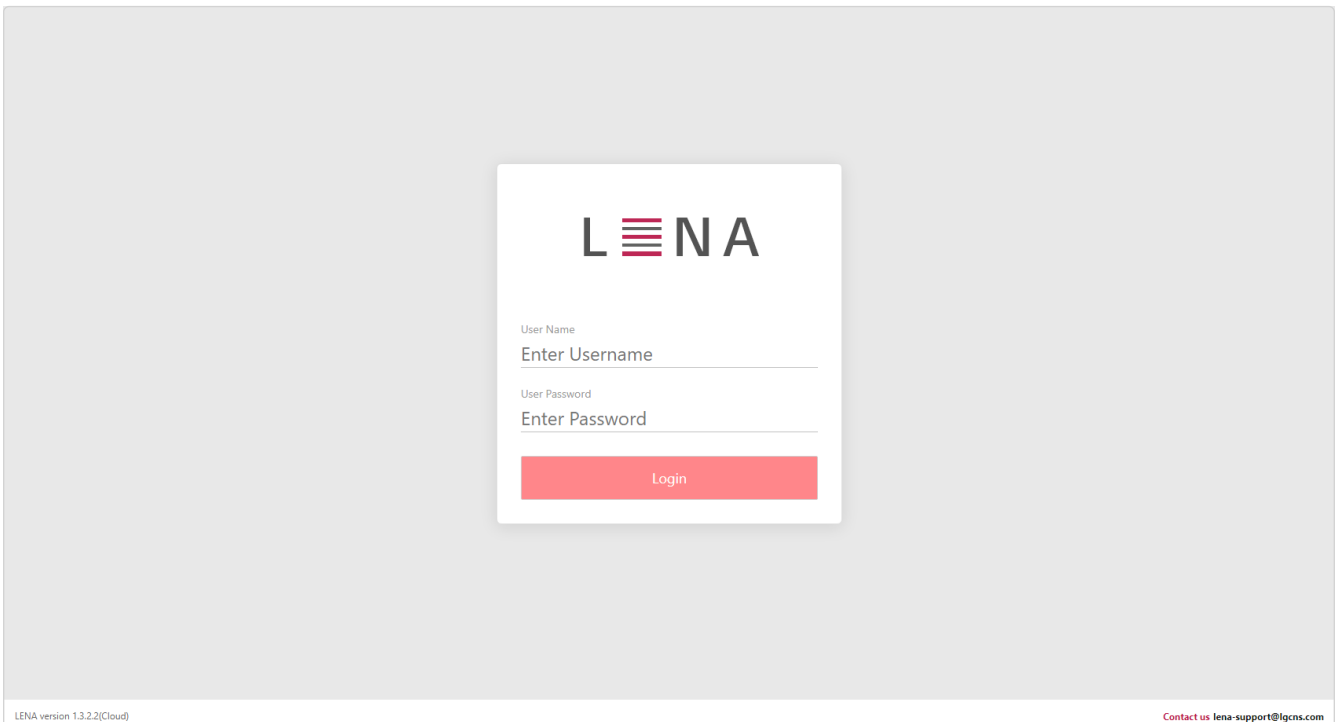 LENA
User Name
Enter Username
User Password
Enter Password
Login
LENA version 1.3.2.2(Cloud)
Contact us lena-support@lgcns.com